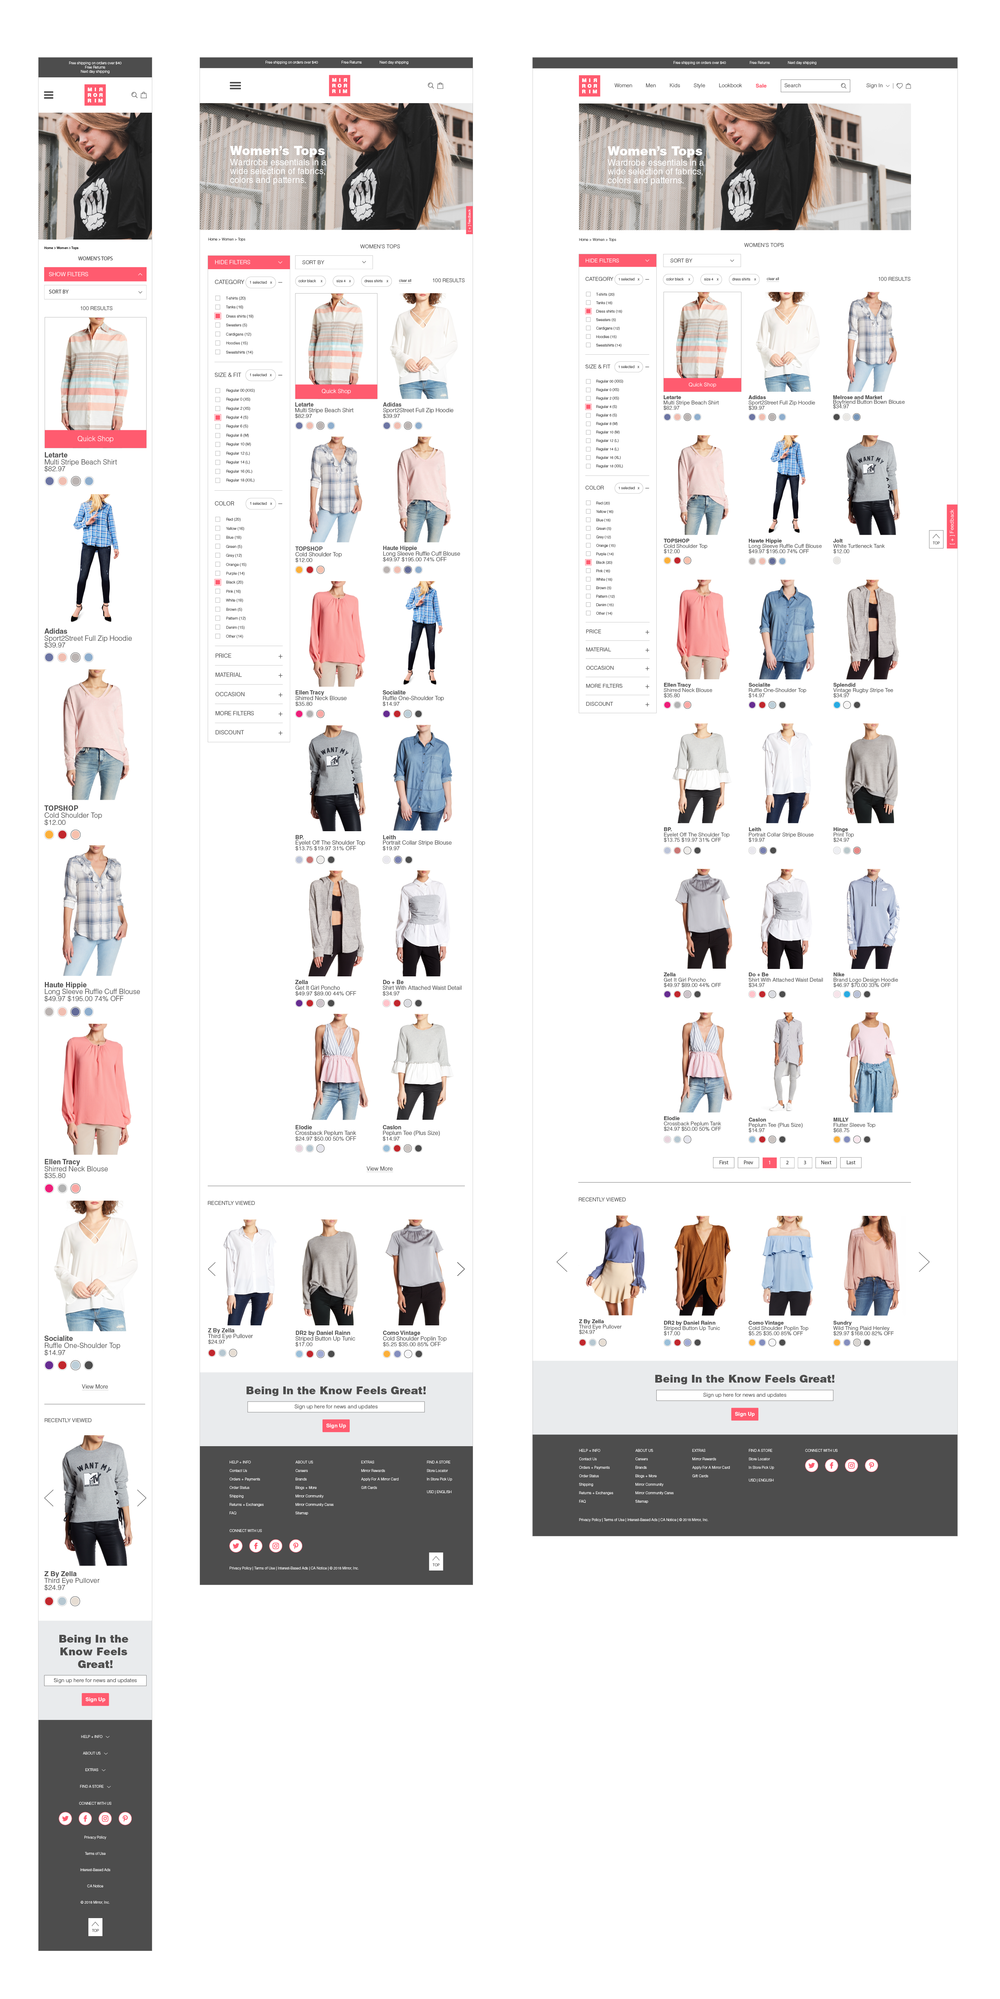 Free shipping on orders over $40
Free Returns
Next day shipping
MIR
ROR
RIM
Home > Women > Tops
WOMEN'S TOPS
SHOW FILTERS
SORT BY
100 RESULTS
Quick Shop
Letarte
Multi Stripe Beach Shirt
$82.97
Adidas
Sport2Street Full Zip Hoodie
$39.97
TOPSHOP
Cold Shoulder Top
$12.00
Haute Hippie
Long Sleeve Ruffle Cuff Blouse
$49.97 $195.00 74% OFF
Ellen Tracy
Shirred Neck Blouse
$35.80
Socialite
Ruffle One-Shoulder Top
$14.97
View More
RECENTLY VIEWED
WANT MY
Z By Zella
Third Eye Pullover
$24.97
Being In the
Know Feels
Great!
Sign up here for news and updates
Sign Up
HELP + INFO
ABOUT US
EXTRAS
FIND A STORE
CONNECT WITH US
Privacy Policy
Terms of Use
Interest-Based Ads
CA Notice
© 2018 Mirror, Inc.
TOP
Free shipping on orders over $40 Free Returns Next day shipping
Women's Tops
Wardrobe essentials in a
wide selection of fabrics,
colors and patterns.
Home > Women > Tops
WOMEN'S TOPS
HIDE FILTERS
SORT BY
color black x size 4 x dress shirts x clear all
100 RESULTS
CATEGORY 1 selected x
T-shirts (20)
Tanks (16)
Dress shirts (18)
Sweaters (5)
Cardigans (12)
Hoodies (15)
Sweatshirts (14)
SIZE & FIT 1 selected x
Regular 00 (XXS)
Regular 0 (XS)
Regular 2 (XS)
Regular 4 (S)
Regular 6 (S)
Regular 8 (M)
Regular 10 (M)
Regular 12 (L)
Regular 14 (L)
Regular 16 (XL)
Regular 18 (XXL)
COLOR 1 selected x
Red (20)
Yellow (16)
Blue (18)
Green (5)
Grey (12)
Orange (15)
Purple (14)
Black (20)
Pink (16)
White (18)
Brown (5)
Pattern (12)
Denim (15)
Other (14)
PRICE
MATERIAL
OCCASION
MORE FILTERS
DISCOUNT
Quick Shop
Letarte
Multi Stripe Beach Shirt
$82.97
Adidas
Sport2Street Full Zip Hoodie
$39.97
TOPSHOP
Cold Shoulder Top
$12.00
Haute Hippie
Long Sleeve Ruffle Cuff Blouse
$49.97 $195.00 74% OFF
Ellen Tracy
Shirred Neck Blouse
$35.80
Socialite
Ruffle One-Shoulder Top
$14.97
WANT MY
BP.
Eyelet Off The Shoulder Top
$13.75 $19.97 31% OFF
Leith
Portrait Collar Stripe Blouse
$19.97
Zella
Get It Girl Poncho
$49.97 $89.00 44% OFF
Do + Be
Shirt With Attached Waist Detail
$34.97
Elodie
Crossback Peplum Tank
$24.97 $50.00 50% OFF
Caslon
Peplum Tee (Plus Size)
$14.97
View More
RECENTLY VIEWED
Z By Zella
Third Eye Pullover
$24.97
DR2 by Daniel Rainn
Striped Button Up Tunic
$17.00
Como Vintage
Cold Shoulder Poplin Top
$5.25 $35.00 85% OFF
Being In the Know Feels Great!
Sign up here for news and updates
Sign Up
HELP + INFO
Contact Us
Orders + Payments
Order Status
Shipping
Returns + Exchanges
FAQ
ABOUT US
Careers
Brands
Blogs + More
Mirror Community
Mirror Community Cares
Sitemap
EXTRAS
Mirror Rewards
Apply For A Mirror Card
Gift Cards
FIND A STORE
Store Locator
In Store Pick Up
USD | ENGLISH
CONNECT WITH US
Privacy Policy | Terms of Use | Interest-Based Ads | CA Notice | © 2018 Mirror, Inc.
TOP
Free shipping on orders over $40 Free Returns Next day shipping
Women Men Kids Style Lookbook Sale
Search
Sign In
Women's Tops
Wardrobe essentials in a
wide selection of fabrics,
colors and patterns.
Home > Women > Tops
WOMEN'S TOPS
HIDE FILTERS
SORT BY
color black x size 4 x dress shirts x clear all
100 RESULTS
CATEGORY 1 selected x
T-shirts (20)
Tanks (16)
Dress shirts (18)
Sweaters (5)
Cardigans (12)
Hoodies (15)
Sweatshirts (14)
SIZE & FIT 1 selected x
Regular 00 (XXS)
Regular 0 (XS)
Regular 2 (XS)
Regular 4 (S)
Regular 6 (S)
Regular 8 (M)
Regular 10 (M)
Regular 12 (L)
Regular 14 (L)
Regular 16 (XL)
Regular 18 (XXL)
COLOR 1 selected x
Red (20)
Yellow (16)
Blue (18)
Green (5)
Grey (12)
Orange (15)
Purple (14)
Black (20)
Pink (16)
White (18)
Brown (5)
Pattern (12)
Denim (15)
Other (14)
PRICE
MATERIAL
OCCASION
MORE FILTERS
DISCOUNT
Quick Shop
Letarte
Multi Stripe Beach Shirt
$82.97
Adidas
Sport2Street Full Zip Hoodie
$39.97
Melrose and Market
Boyfriend Button Down Blouse
$34.97
TOPSHOP
Cold Shoulder Top
$12.00
Hawte Hippie
Long Sleeve Ruffle Cuff Blouse
$49.97 $195.00 74% OFF
WANT MY
Jolt
White Turtleneck Tank
$12.00
TOP
[ + ] Feedback
Ellen Tracy
Shirred Neck Blouse
$35.80
Socialite
Ruffle One-Shoulder Top
$14.97
Splendid
Vintage Rugby Stripe Tee
$34.97
BP.
Eyelet Off The Shoulder Top
$13.75 $19.97 31% OFF
Leith
Portrait Collar Stripe Blouse
$19.97
Hinge
Print Top
$24.97
Zella
Get It Girl Poncho
$49.97 $89.00 44% OFF
Do + Be
Shirt With Attached Waist Detail
$34.97
Nike
Brand Logo Design Hoodie
$46.97 $70.00 33% OFF
Elodie
Crossback Peplum Tank
$24.97 $50.00 50% OFF
Caslon
Peplum Tee (Plus Size)
$14.97
MILLY
Flutter Sleeve Top
$68.75
First Prev 1 2 3 Next Last
RECENTLY VIEWED
Z By Zella
Third Eye Pullover
$24.97
DR2 by Daniel Rainn
Striped Button Up Tunic
$17.00
Como Vintage
Cold Shoulder Poplin Top
$5.25 $35.00 85% OFF
Sundry
Wild Thing Plaid Henley
$29.97 $168.00 82% OFF
Being In the Know Feels Great!
Sign up here for news and updates
Sign Up
HELP + INFO
Contact Us
Orders + Payments
Order Status
Shipping
Returns + Exchanges
FAQ
ABOUT US
Careers
Brands
Blogs + More
Mirror Community
Mirror Community Cares
Sitemap
EXTRAS
Mirror Rewards
Apply For A Mirror Card
Gift Cards
FIND A STORE
Store Locator
In Store Pick Up
USD | ENGLISH
CONNECT WITH US
Privacy Policy | Terms of Use | Interest-Based Ads | CA Notice | © 2018 Mirror, Inc.